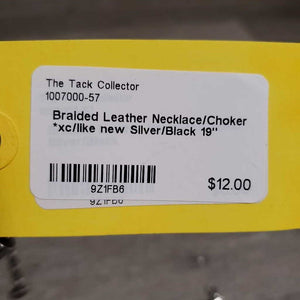 The Tack Collector
1007000-57
Braided Leather Necklace/Choker
*xc/like new Silver/Black 19"
9Z1FB6
$12.00
9Z1FB6